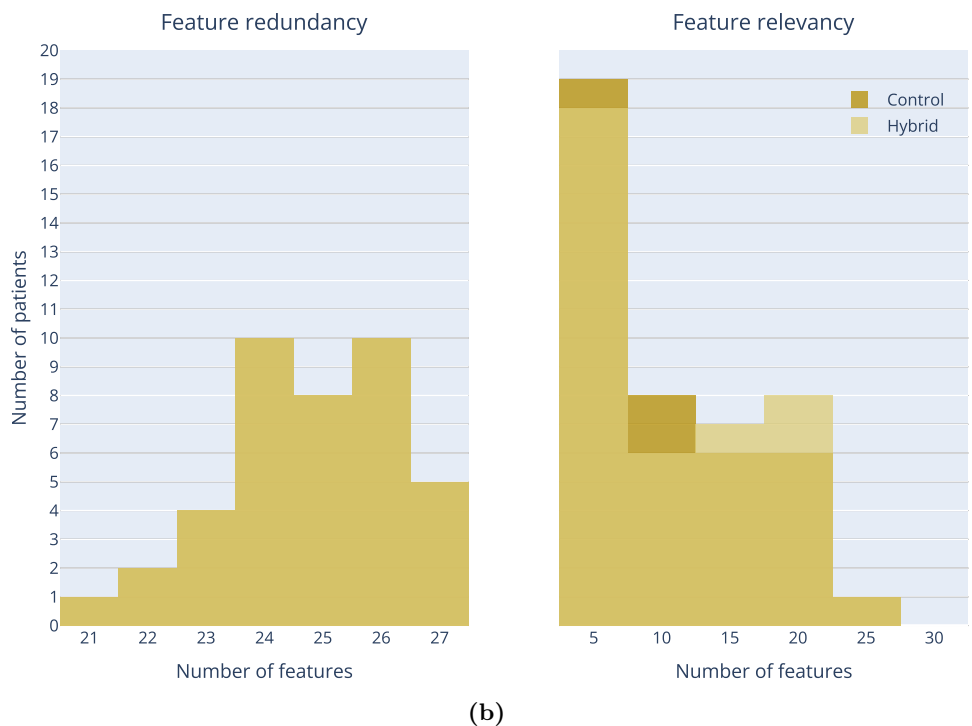 Feature redundancy
Feature relevancy
20
19
18
17
16
15
14
13
12
11
10
9
8
7
6
5
4
3
2
1
0
Number of patients
Control
Hybrid
21 22 23 24 25 26 27
5 10 15 20 25 30
Number of features
Number of features
(b)